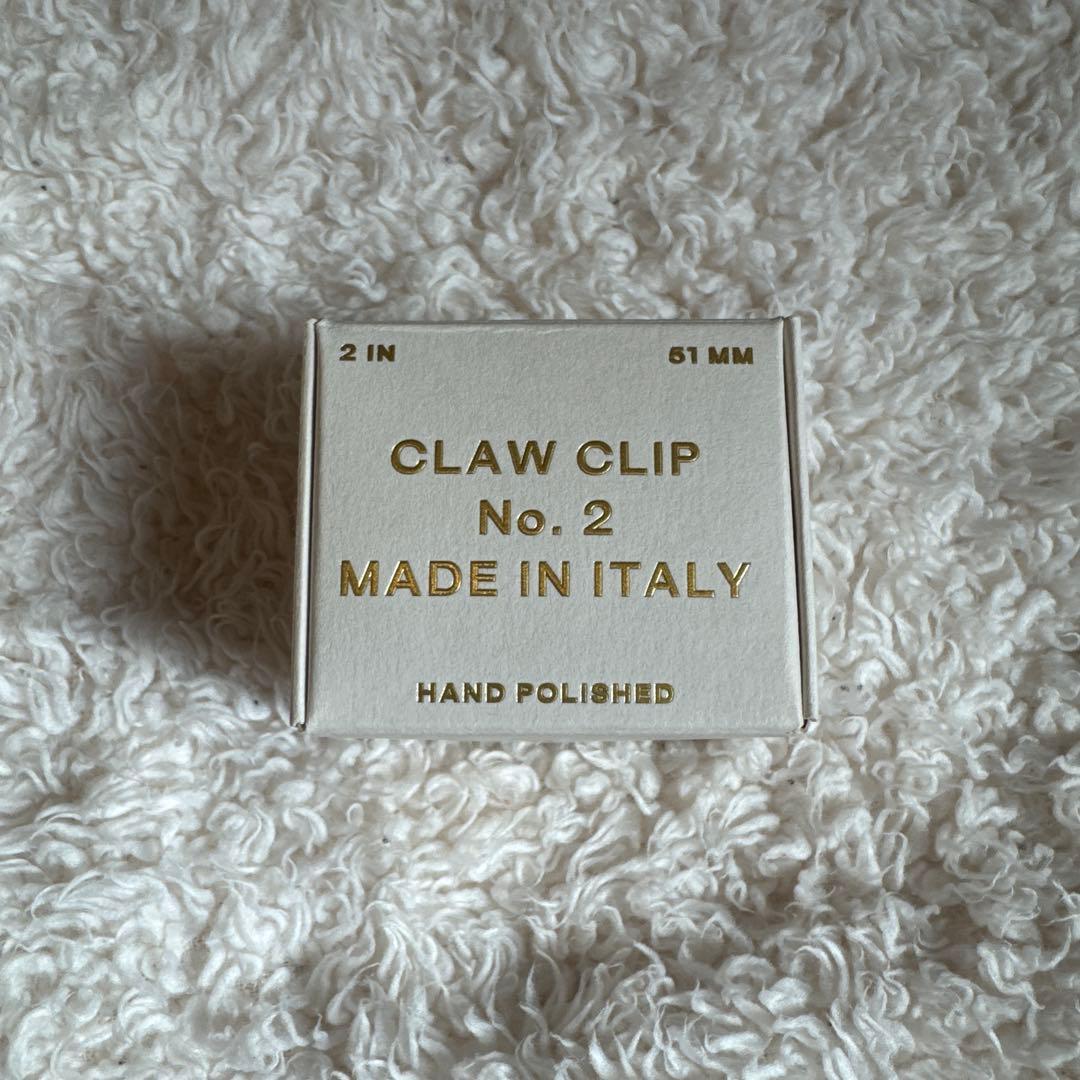 2 IN 51 MM
CLAW CLIP
No. 2
MADE IN ITALY
HAND POLISHED